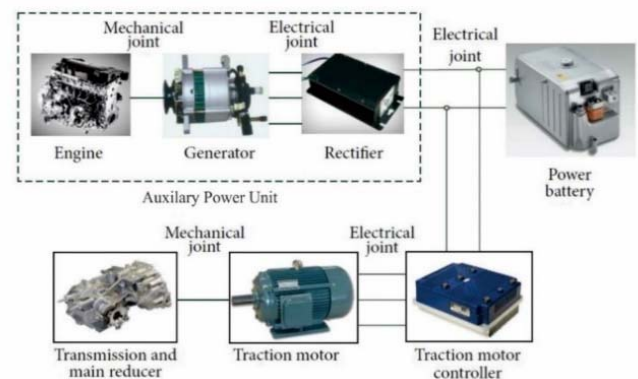 Mechanical
joint
Electrical
joint
Electrical
joint
Engine
Generator
Rectifier
Power
battery
Auxilary Power Unit
Mechanical
joint
Electrical
joint
Transmission and
main reducer
Traction motor
Traction motor
controller